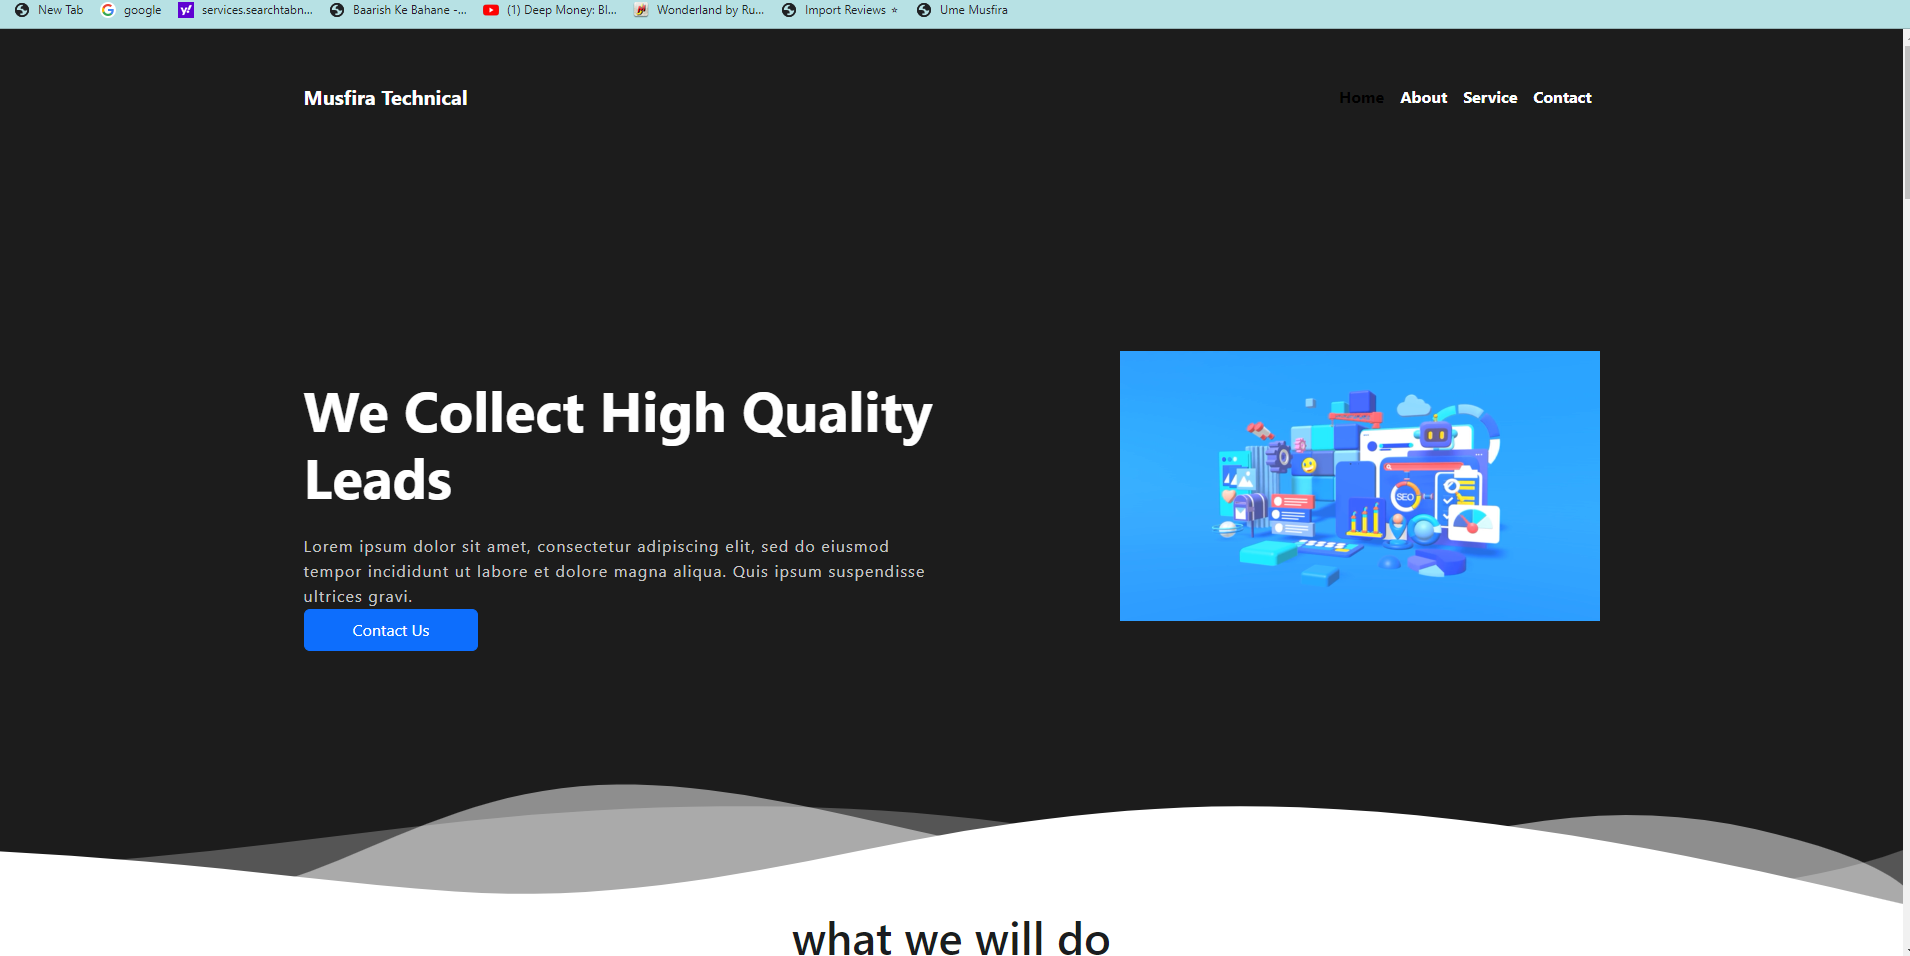 New Tab google services.searchtabn... Baarish Ke Bahane -... (1) Deep Money: Bl... Wonderland by Ru... Import Reviews ⭐ Ume Musfira
Musfira Technical Home About Service Contact
We Collect High Quality
Leads
Lorem ipsum dolor sit amet, consectetur adipiscing elit, sed do eiusmod
tempor incididunt ut labore et dolore magna aliqua. Quis ipsum suspendisse
ultrices gravi.
Contact Us
SEO
what we will do